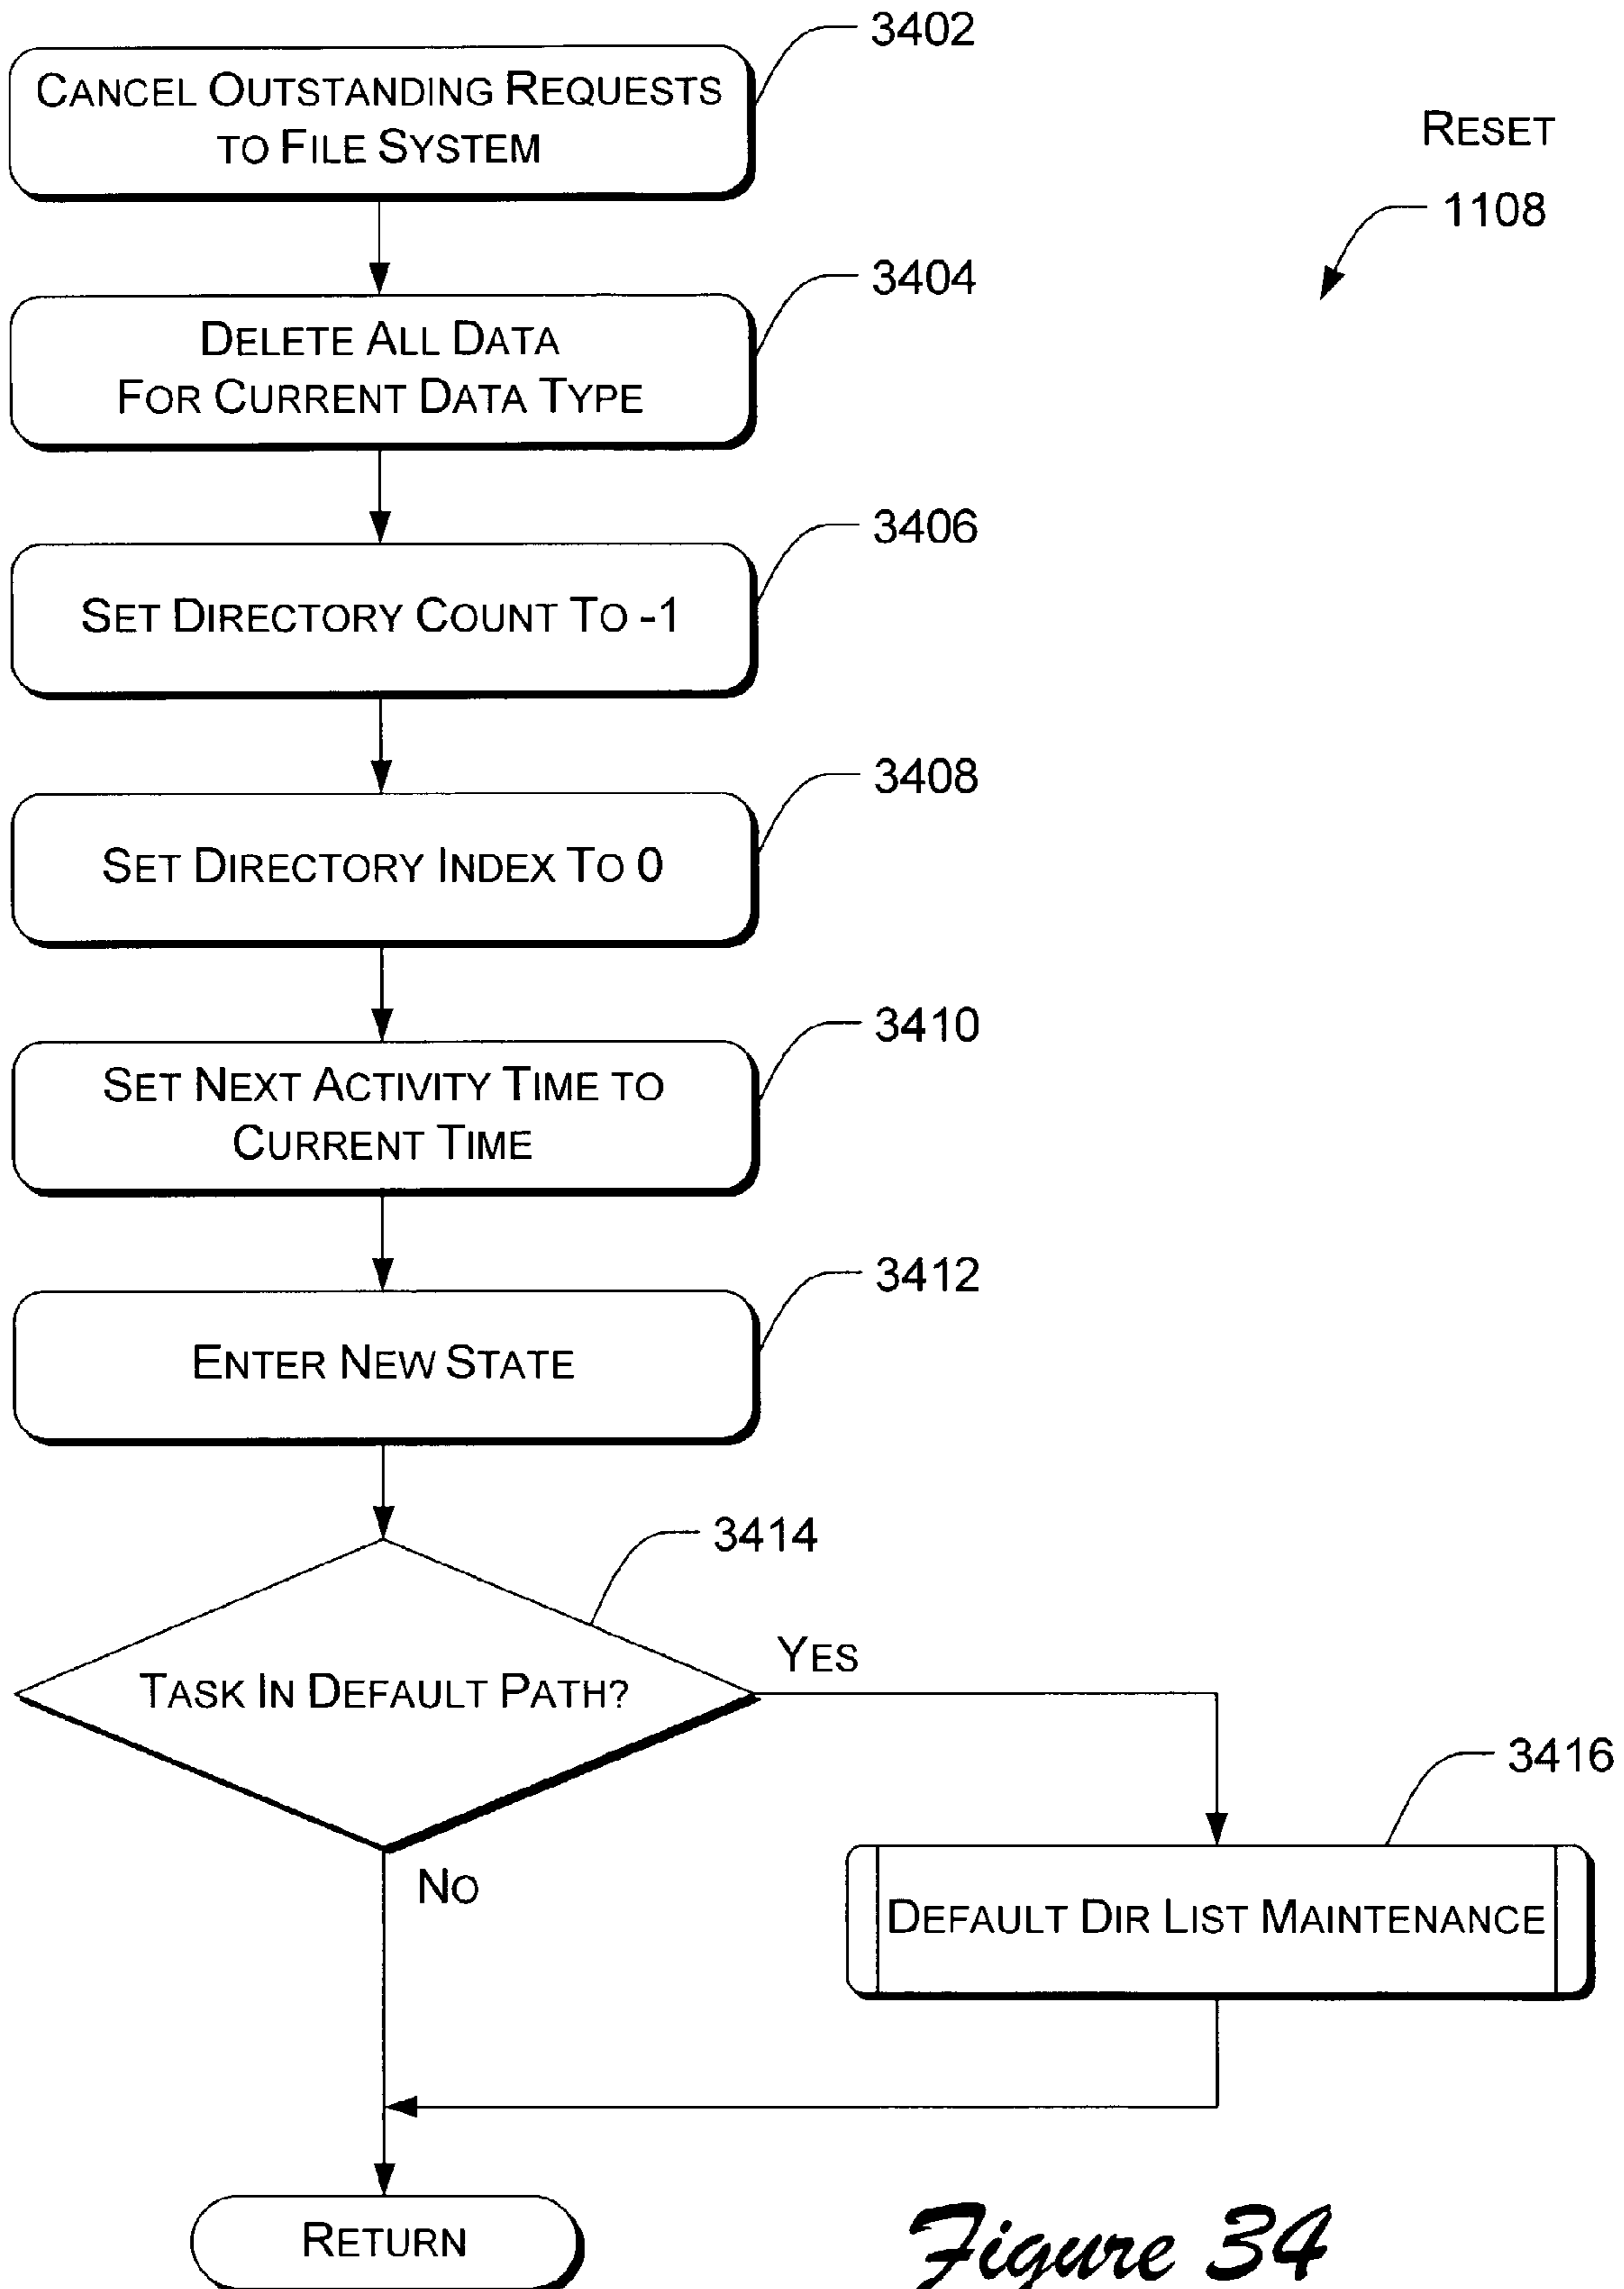 3402
CANCEL OUTSTANDING REQUESTS
TO FILE SYSTEM
RESET
1108
3404
DELETE ALL DATA
FOR CURRENT DATA TYPE
3406
SET DIRECTORY COUNT TO -1
3408
SET DIRECTORY INDEX TO 0
3410
SET NEXT ACTIVITY TIME TO
CURRENT TIME
3412
ENTER NEW STATE
3414
TASK IN DEFAULT PATH?
YES
NO
3416
DEFAULT DIR LIST MAINTENANCE
RETURN
Figure 34